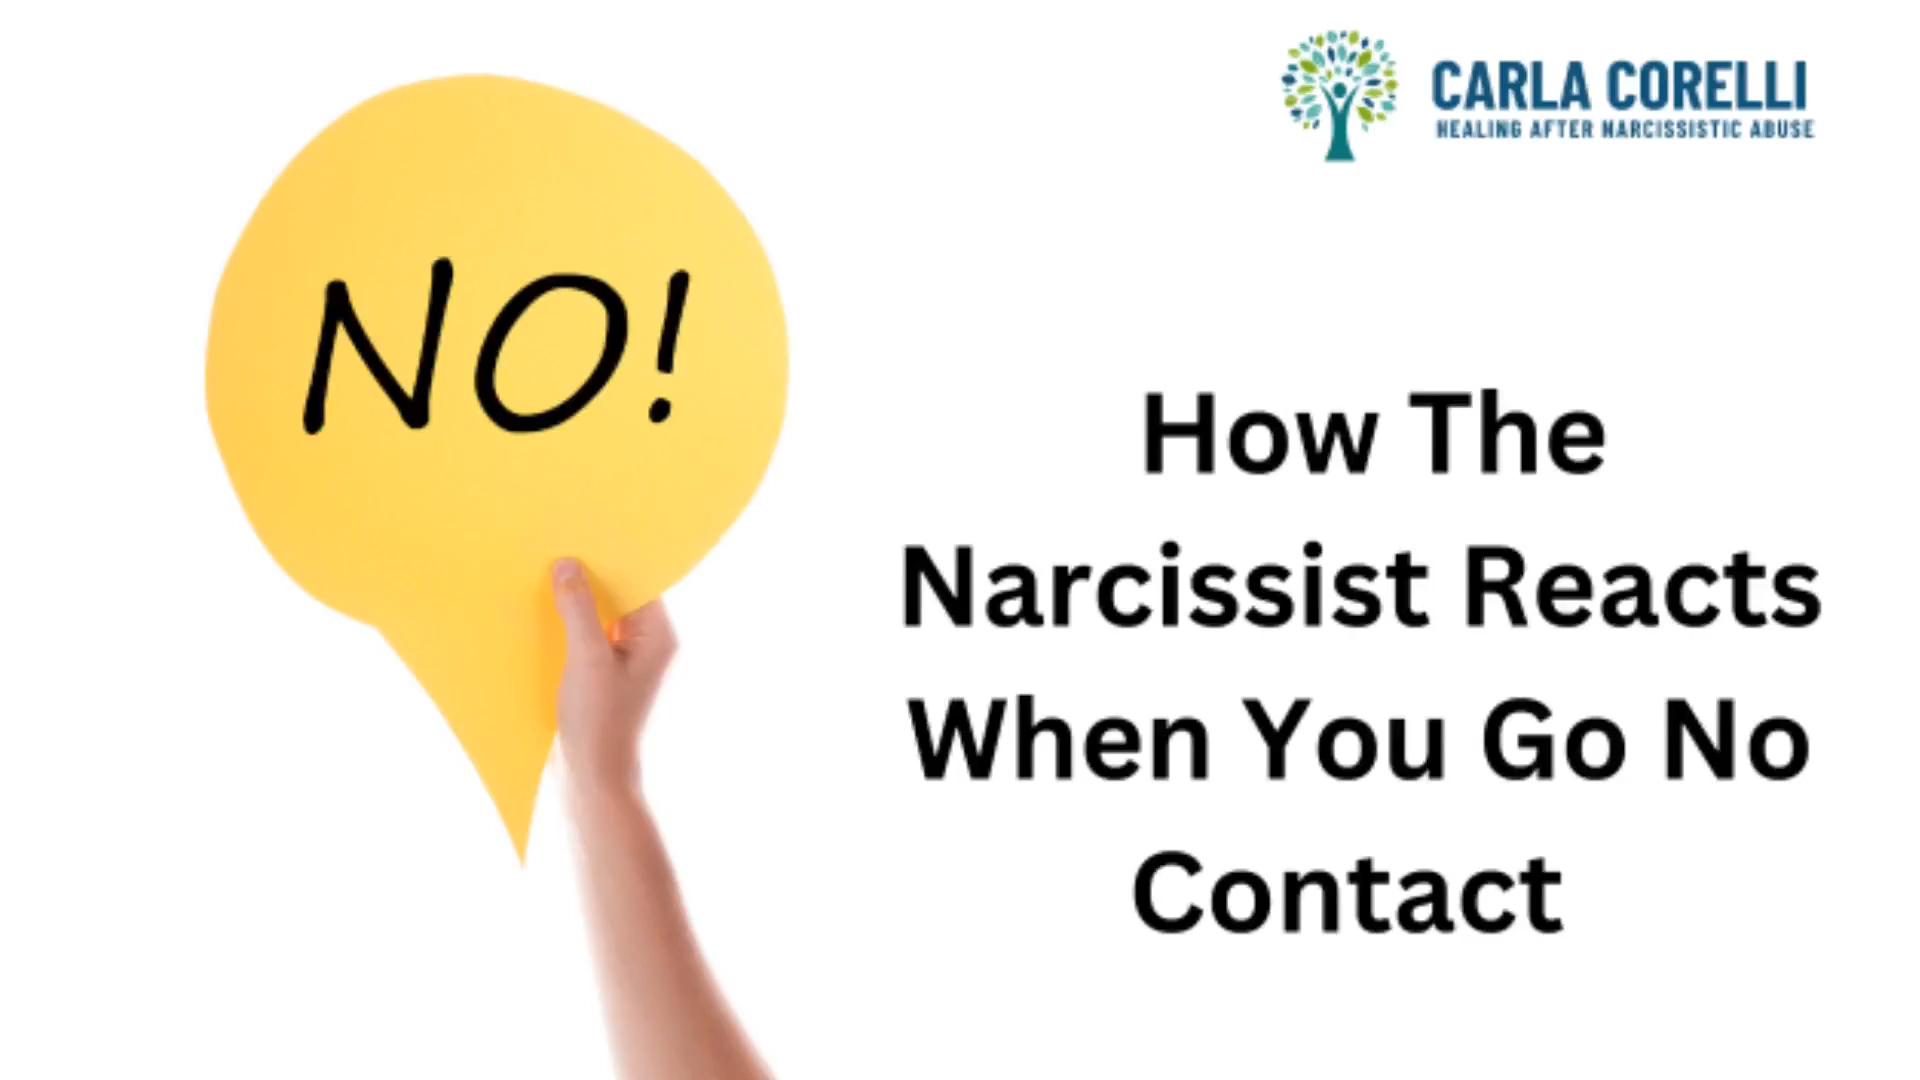 CARLA CORELLI
HEALING AFTER NARCISSISTIC ABUSE
NO!
How The
Narcissist Reacts
When You Go No
Contact